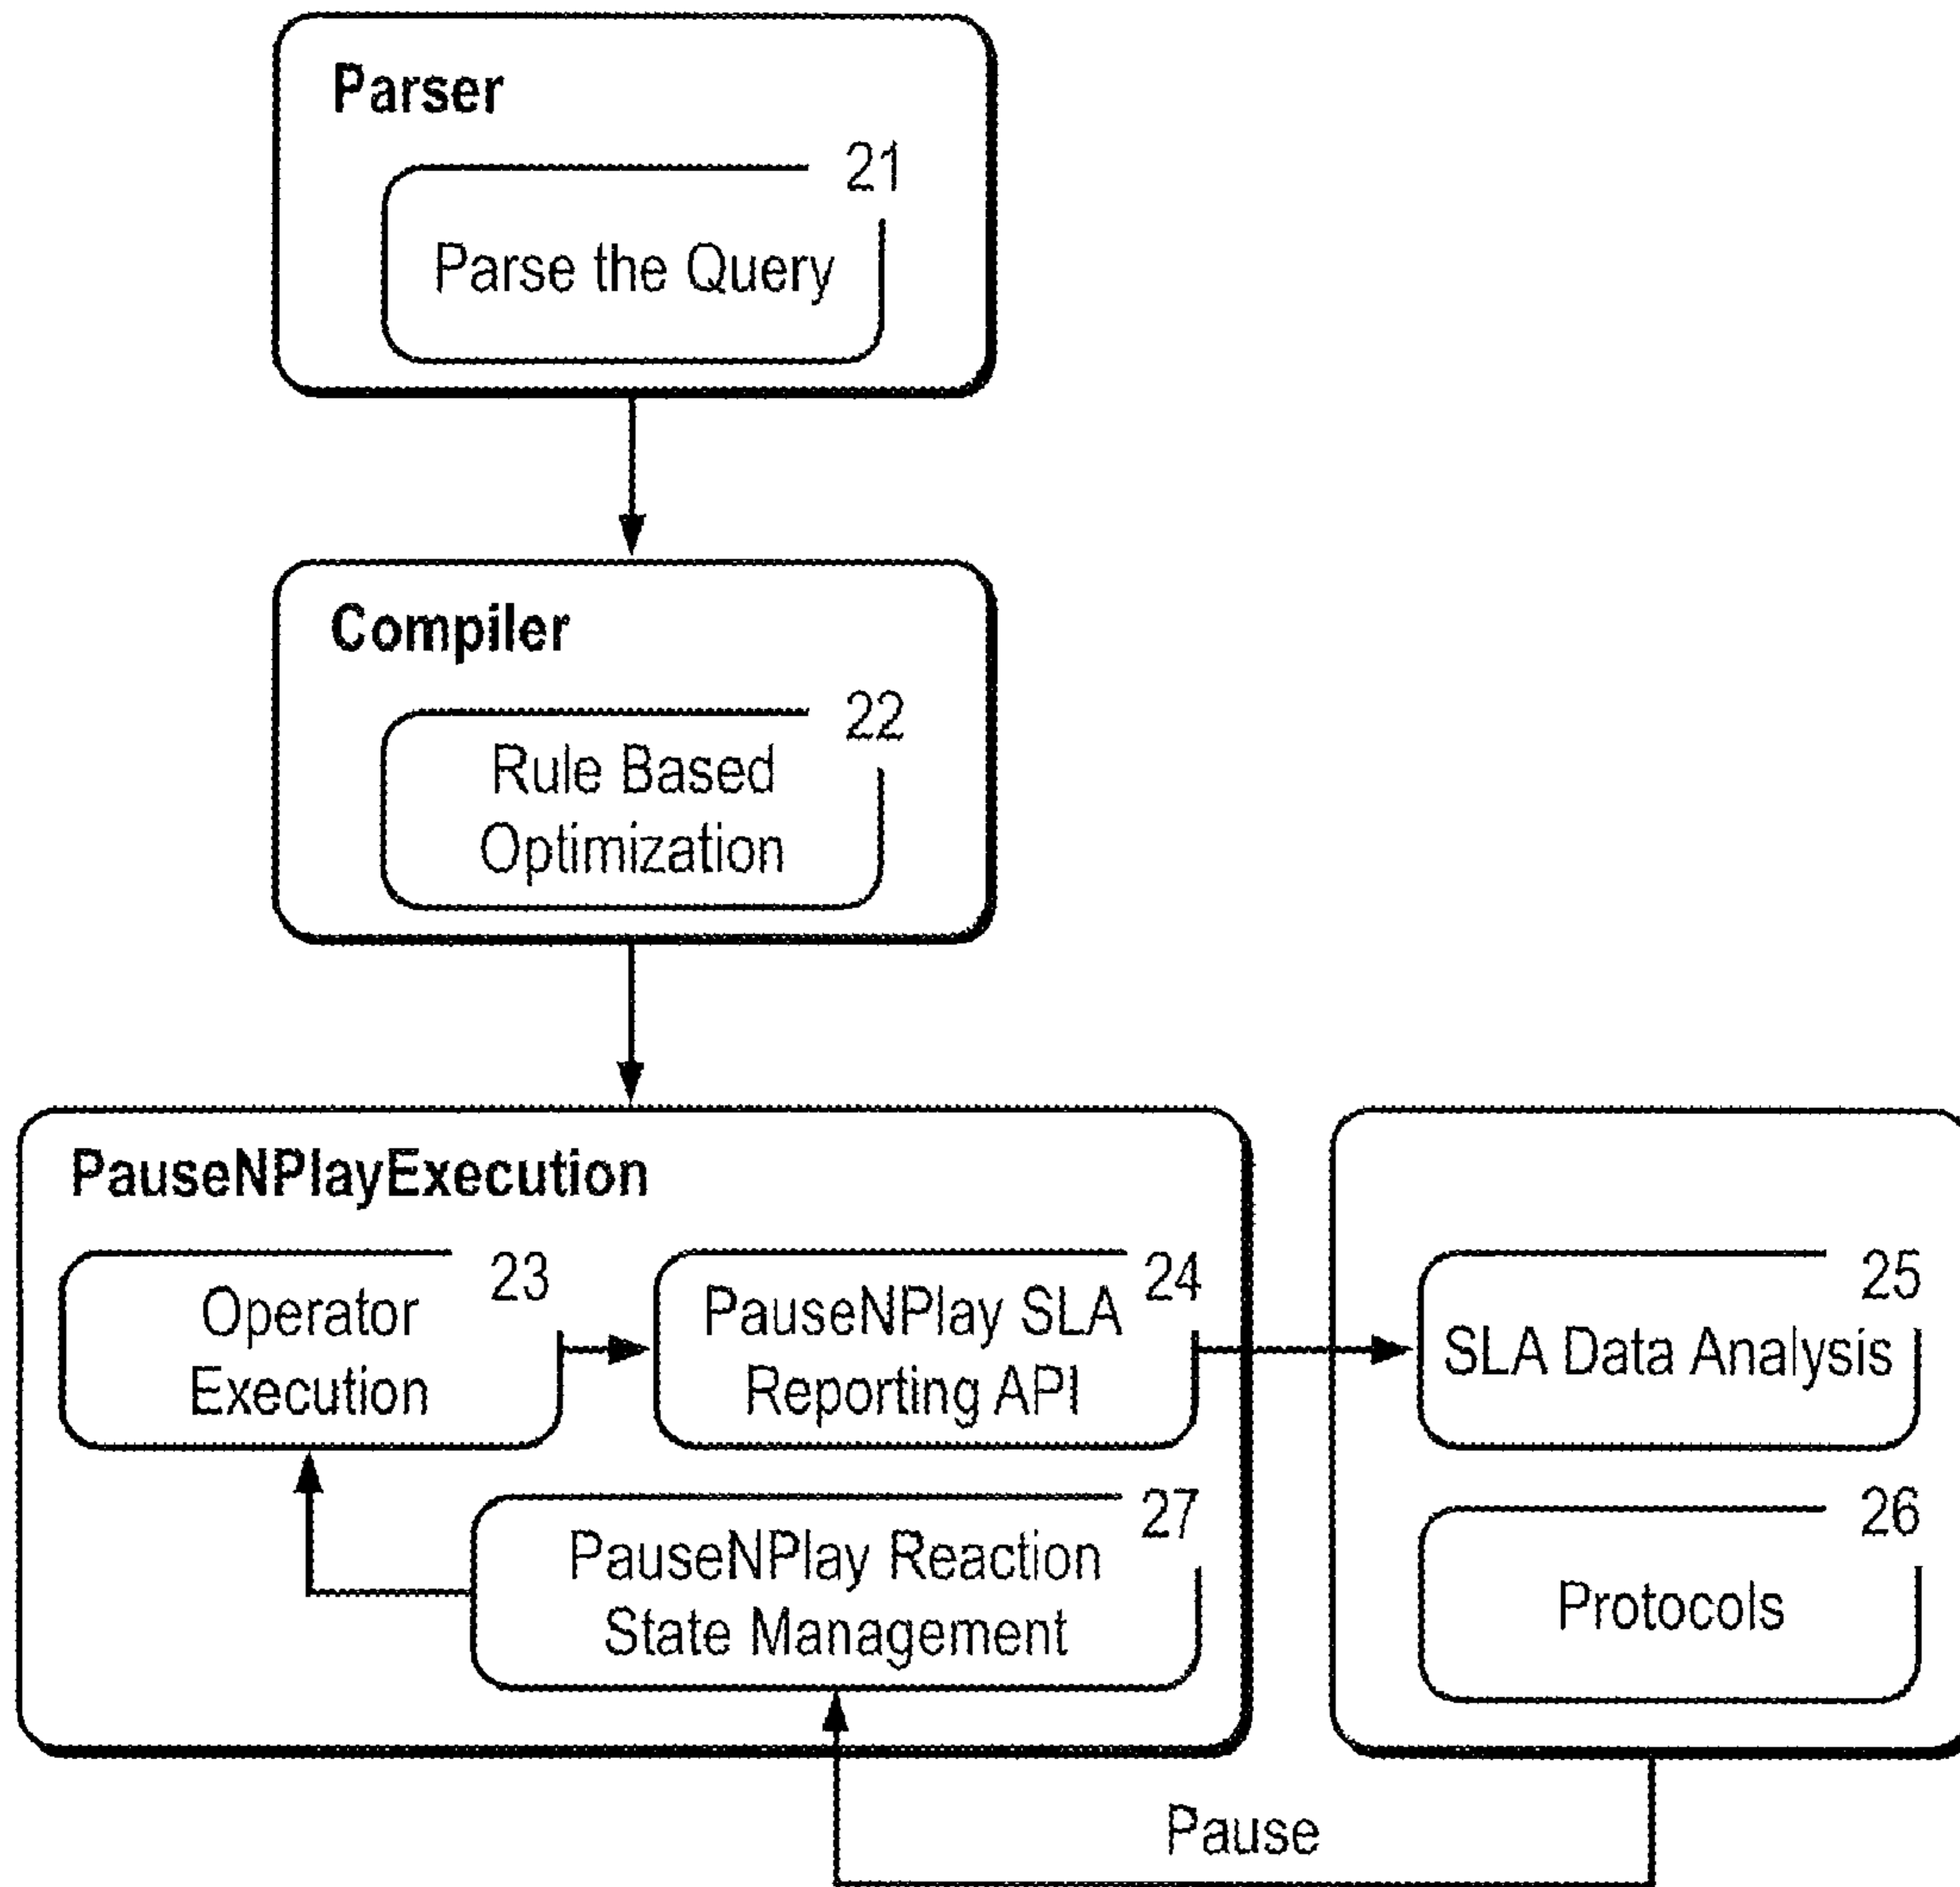 Parser
21
Parse the Query
Compiler
22
Rule Based
Optimization
PauseNPlayExecution
23
Operator
Execution
24
PauseNPlay SLA
Reporting API
25
SLA Data Analysis
27
PauseNPlay Reaction
State Management
26
Protocols
Pause